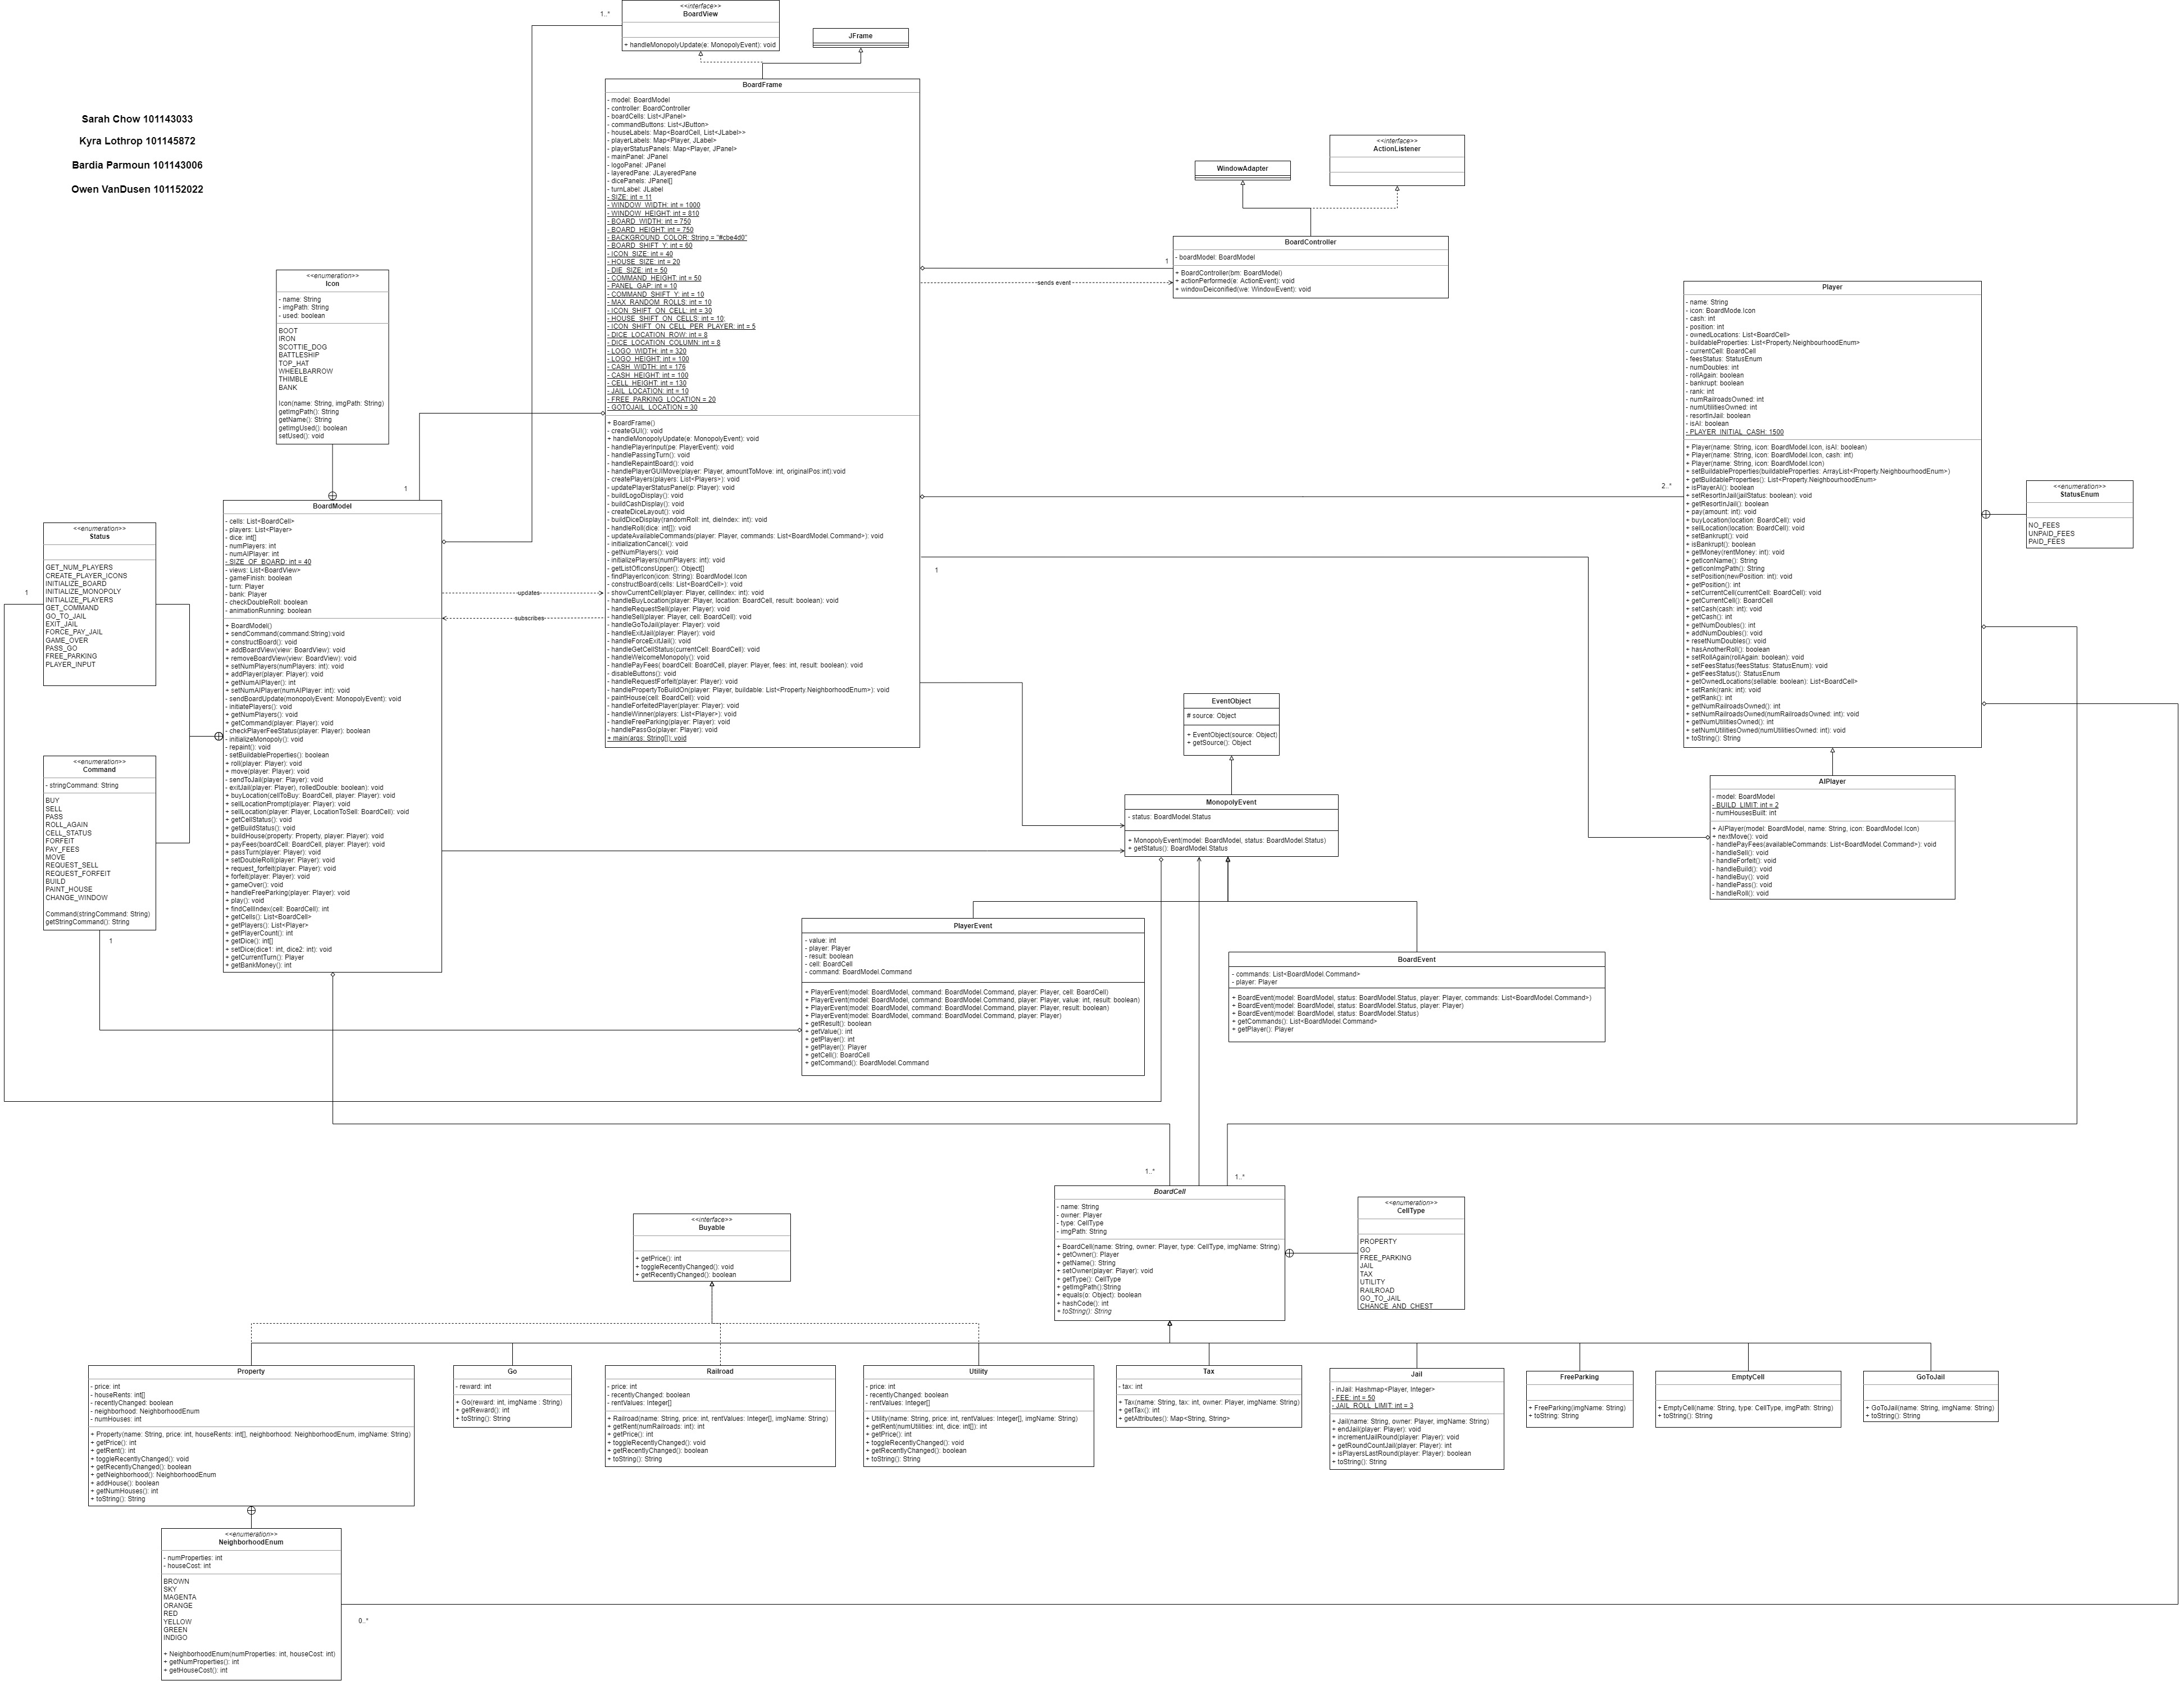 <<interface>>
BoardView
+ handleMonopolyUpdate(e: MonopolyEvent): void
1..*
JFrame
Sarah Chow 101143033
Kyra Lothrop 101145872
Bardia Parmoun 101143006
Owen VanDusen 101152022
BoardFrame
- model: BoardModel
- controller: BoardController
- boardCells: List<JPanel>
- commandButtons: List<JButton>
- houseLabels: Map<BoardCell, List<JLabel>>
- playerLabels: Map<Player, JLabel>
- playerStatusPanels: Map<Player, JPanel>
- mainPanel: JPanel
- logoPanel: JPanel
- layeredPane: JLayeredPane
- dicePanels: JPanel[]
- turnLabel: JLabel
- SIZE: int = 11
- WINDOW_WIDTH: int = 1000
- WINDOW_HEIGHT: int = 810
- BOARD_WIDTH: int = 750
- BOARD_HEIGHT: int = 750
- BACKGROUND_COLOR: String = "#cbe4d0"
- BOARD_SHIFT_Y: int = 60
- ICON_SIZE: int = 40
- HOUSE_SIZE: int = 20
- DIE_SIZE: int = 50
- COMMAND_HEIGHT: int = 50
- PANEL_GAP: int = 10
- COMMAND_SHIFT_Y: int = 10
- MAX_RANDOM_ROLLS: int = 10
- ICON_SHIFT_ON_CELL: int = 30
- HOUSE_SHIFT_ON_CELLS: int = 10;
- ICON_SHIFT_ON_CELL_PER_PLAYER: int = 5
- DICE_LOCATION_ROW: int = 8
- DICE_LOCATION_COLUMN: int = 8
- LOGO_WIDTH: int = 320
- LOGO_HEIGHT: int = 100
- CASH_WIDTH: int = 176
- CASH_HEIGHT: int = 100
- CELL_HEIGHT: int = 130
- JAIL_LOCATION: int = 10
- FREE_PARKING_LOCATION = 20
- GOTOJAIL_LOCATION = 30
+ BoardFrame()
- createGUI(): void
+ handleMonopolyUpdate(e: MonopolyEvent): void
- handlePlayerInput(pe: PlayerEvent): void
- handlePassingTurn(): void
- handleRepaintBoard(): void
- handlePlayerGUIMove(player: Player, amountToMove: int, originalPos:int):void
- createPlayers(players: List<Players>): void
- updatePlayerStatusPanel(p: Player): void
- buildLogoDisplay(): void
- buildCashDisplay(): void
- createDiceLayout(): void
- buildDiceDisplay(randomRoll: int, dieIndex: int): void
- handleRoll(dice: int[]): void
- updateAvailableCommands(player: Player, commands: List<BoardModel.Command>): void
- initializationCancel(): void
- getNumPlayers(): void
- initializePlayers(numPlayers: int): void
- getListOfIconsUpper(): Object[]
- findPlayerIcon(icon: String): BoardModel.Icon
- constructBoard(cells: List<BoardCell>): void
- showCurrentCell(player: Player, cellIndex: int): void
- handleBuyLocation(player: Player, location: BoardCell, result: boolean): void
- handleRequestSell(player: Player): void
- handleSell(player: Player, cell: BoardCell): void
- handleGoToJail(player: Player): void
- handleExitJail(player: Player): void
- handleForceExitJail(): void
- handleGetCellStatus(currentCell: BoardCell): void
- handleWelcomeMonopoly(): void
- handlePayFees( boardCell: BoardCell, player: Player, fees: int, result: boolean): void
- disableButtons(): void
- handleRequestForfeit(player: Player): void
- handlePropertyToBuildOn(player: Player, buildable: List<Property.NeighborhoodEnum>): void
- paintHouse(cell: BoardCell): void
- handleForfeitedPlayer(player: Player): void
- handleWinner(players: List<Player>): void
- handleFreeParking(player: Player): void
- handlePassGo(player: Player): void
+ main(args: String[]): void
WindowAdapter
<<interface>>
ActionListener
BoardController
- boardModel: BoardModel
+ BoardController(bm: BoardModel)
+ actionPerformed(e: ActionEvent): void
+ windowDeiconified(we: WindowEvent): void
1
sends event
<<enumeration>>
Icon
- name: String
- imgPath: String
- used: boolean
BOOT
IRON
SCOTTIE_DOG
BATTLESHIP
TOP_HAT
WHEELBARROW
THIMBLE
BANK
Icon(name: String, imgPath: String)
getImgPath(): String
getName(): String
getImgUsed(): boolean
setUsed(): void
1
Player
- name: String
- icon: BoardMode.Icon
- cash: int
- position: int
- ownedLocations: List<BoardCell>
- buildableProperties: List<Property.NeighbourhoodEnum>
- currentCell: BoardCell
- feesStatus: StatusEnum
- numDoubles: int
- rollAgain: boolean
- bankrupt: boolean
- rank: int
- numRailroadsOwned: int
- numUtilitiesOwned: int
- resortInJail: boolean
- isAI: boolean
- PLAYER_INITIAL_CASH: 1500
+ Player(name: String, icon: BoardModel.Icon, isAI: boolean)
+ Player(name: String, icon: BoardModel.Icon, cash: int)
+ Player(name: String, icon: BoardModel.Icon)
+ setBuildableProperties(buildableProperties: ArrayList<Property.NeighbourhoodEnum>)
+ getBuildableProperties(): List<Property.NeighbourhoodEnum>
+ isPlayerAI(): boolean
+ setResortInJail(jailStatus: boolean): void
+ getResortInJail(): boolean
+ pay(amount: int): void
+ buyLocation(location: BoardCell): void
+ sellLocation(location: BoardCell): void
+ setBankrupt(): void
+ isBankrupt(): boolean
+ getMoney(rentMoney: int): void
+ getIconName(): String
+ getIconImgPath(): String
+ setPosition(newPosition: int): void
+ getPosition(): int
+ setCurrentCell(currentCell: BoardCell): void
+ getCurrentCell(): BoardCell
+ setCash(cash: int): void
+ getCash(): int
+ getNumDoubles(): int
+ addNumDoubles(): void
+ resetNumDoubles(): void
+ hasAnotherRoll(): boolean
+ setRollAgain(rollAgain: boolean): void
+ setFeesStatus(feesStatus: StatusEnum): void
+ getFeesStatus(): StatusEnum
+ getOwnedLocations(sellable: boolean): List<BoardCell>
+ setRank(rank: int): void
+ getRank(): int
+ getNumRailroadsOwned(): int
+ setNumRailroadsOwned(numRailroadsOwned: int): void
+ getNumUtilitiesOwned(): int
+ setNumUtilitiesOwned(numUtilitiesOwned: int): void
+ toString(): String
2..*
<<enumeration>>
StatusEnum
NO_FEES
UNPAID_FEES
PAID_FEES
1
<<enumeration>>
Status
GET_NUM_PLAYERS
CREATE_PLAYER_ICONS
INITIALIZE_BOARD
INITIALIZE_MONOPOLY
INITIALIZE_PLAYERS
GET_COMMAND
GO_TO_JAIL
EXIT_JAIL
FORCE_PAY_JAIL
GAME_OVER
PASS_GO
FREE_PARKING
PLAYER_INPUT
1
<<enumeration>>
Command
- stringCommand: String
BUY
SELL
PASS
ROLL_AGAIN
CELL_STATUS
FORFEIT
PAY_FEES
MOVE
REQUEST_SELL
REQUEST_FORFEIT
BUILD
PAINT_HOUSE
CHANGE_WINDOW
Command(stringCommand: String)
getStringCommand(): String
1
BoardModel
- cells: List<BoardCell>
- players: List<Player>
- dice: int[]
- numPlayers: int
- numAIPlayer: int
- SIZE_OF_BOARD: int = 40
- views: List<BoardView>
- gameFinish: boolean
- turn: Player
- bank: Player
- checkDoubleRoll: boolean
- animationRunning: boolean
+ BoardModel()
+ sendCommand(command:String):void
+ constructBoard(): void
+ addBoardView(view: BoardView): void
+ removeBoardView(view: BoardView): void
+ setNumPlayers(numPlayers: int): void
+ addPlayer(player: Player): void
+ getNumAIPlayer(): int
+ setNumAIPlayer(numAIPlayer: int): void
- sendBoardUpdate(monopolyEvent: MonopolyEvent): void
- initiatePlayers(): void
+ getNumPlayers(): void
+ getCommand(player: Player): void
- checkPlayerFeeStatus(player: Player): boolean
- initializeMonopoly(): void
- repaint(): void
- setBuildableProperties(): boolean
+ roll(player: Player): void
+ move(player: Player): void
- sendToJail(player: Player): void
- exitJail(player: Player), rolledDouble: boolean): void
+ buyLocation(cellToBuy: BoardCell, player: Player): void
+ sellLocationPrompt(player: Player): void
+ sellLocation(player: Player, LocationToSell: BoardCell): void
+ getCellStatus(): void
+ getBuildStatus(): void
+ buildHouse(property: Property, player: Player): void
+ payFees(boardCell: BoardCell, player: Player): void
+ passTurn(player: Player): void
+ setDoubleRoll(player: Player): void
+ request_forfeit(player: Player): void
+ forfeit(player: Player): void
+ gameOver(): void
+ handleFreeParking(player: Player): void
+ play(): void
+ findCellIndex(cell: BoardCell): int
+ getCells(): List<BoardCell>
+ getPlayers(): List<Player>
+ getPlayerCount(): int
+ getDice(): int[]
+ setDice(dice1: int, dice2: int): void
+ getCurrentTurn(): Player
+ getBankMoney(): int
updates
subscribes
EventObject
# source: Object
+ EventObject(source: Object)
+ getSource(): Object
MonopolyEvent
- status: BoardModel.Status
+ MonopolyEvent(model: BoardModel, status: BoardModel.Status)
+ getStatus(): BoardModel.Status
AIPlayer
- model: BoardModel
- BUILD_LIMIT: int = 2
- numHousesBuilt: int
+ AIPlayer(model: BoardModel, name: String, icon: BoardModel.Icon)
+ nextMove(): void
- handlePayFees(availableCommands: List<BoardModel.Command>): void
- handleSell(): void
- handleForfeit(): void
- handleBuild(): void
- handleBuy(): void
- handlePass(): void
- handleRoll(): void
PlayerEvent
- value: int
- player: Player
- result: boolean
- cell: BoardCell
- command: BoardModel.Command
+ PlayerEvent(model: BoardModel, command: BoardModel.Command, player: Player, cell: BoardCell)
+ PlayerEvent(model: BoardModel, command: BoardModel.Command, player: Player, value: int, result: boolean)
+ PlayerEvent(model: BoardModel, command: BoardModel.Command, player: Player, result: boolean)
+ PlayerEvent(model: BoardModel, command: BoardModel.Command, player: Player)
+ getResult(): boolean
+ getValue(): int
+ getPlayer(): int
+ getPlayer(): Player
+ getCell(): BoardCell
+ getCommand(): BoardModel.Command
BoardEvent
- commands: List<BoardModel.Command>
- player: Player
+ BoardEvent(model: BoardModel, status: BoardModel.Status, player: Player, commands: List<BoardModel.Command>)
+ BoardEvent(model: BoardModel, status: BoardModel.Status, player: Player)
+ BoardEvent(model: BoardModel, status: BoardModel.Status)
+ getCommands(): List<BoardModel.Command>
+ getPlayer(): Player
1..*
1..*
BoardCell
- name: String
- owner: Player
- type: CellType
- imgPath: String
+ BoardCell(name: String, owner: Player, type: CellType, imgName: String)
+ getOwner(): Player
+ getName(): String
+ setOwner(player: Player): void
+ getType(): CellType
+ getImgPath():String
+ equals(o: Object): boolean
+ hashCode(): int
+ toString(): String
<<enumeration>>
CellType
PROPERTY
GO
FREE_PARKING
JAIL
TAX
UTILITY
RAILROAD
GO_TO_JAIL
CHANCE_AND_CHEST
<<interface>>
Buyable
+ getPrice(): int
+ toggleRecentlyChanged(): void
+ getRecentlyChanged(): boolean
Property
- price: int
- houseRents: int[]
- recentlyChanged: boolean
- neighborhood: NeighborhoodEnum
- numHouses: int
+ Property(name: String, price: int, houseRents: int[], neighborhood: NeighborhoodEnum, imgName: String)
+ getPrice(): int
+ getRent(): int
+ toggleRecentlyChanged(): void
+ getRecentlyChanged(): boolean
+ getNeighborhood(): NeighborhoodEnum
+ addHouse(): boolean
+ getNumHouses(): int
+ toString(): String
Go
- reward: int
+ Go(reward: int, imgName : String)
+ getReward(): int
+ toString(): String
Railroad
- price: int
- recentlyChanged: boolean
- rentValues: Integer[]
+ Railroad(name: String, price: int, rentValues: Integer[], imgName: String)
+ getRent(numRailroads: int): int
+ getPrice(): int
+ toggleRecentlyChanged(): void
+ getRecentlyChanged(): boolean
+ toString(): String
Utility
- price: int
- recentlyChanged: boolean
- rentValues: Integer[]
+ Utility(name: String, price: int, rentValues: Integer[], imgName: String)
+ getRent(numUtilities: int, dice: int[]): int
+ getPrice(): int
+ toggleRecentlyChanged(): void
+ getRecentlyChanged(): boolean
+ toString(): String
Tax
- tax: int
+ Tax(name: String, tax: int, owner: Player, imgName: String)
+ getTax(): int
+ getAttributes(): Map<String, String>
Jail
- inJail: Hashmap<Player, Integer>
- FEE: int = 50
- JAIL_ROLL_LIMIT: int = 3
+ Jail(name: String, owner: Player, imgName: String)
+ endJail(player: Player): void
+ incrementJailRound(player: Player): void
+ getRoundCountJail(player: Player): int
+ isPlayersLastRound(player: Player): boolean
+ toString(): String
FreeParking
+ FreeParking(imgName: String)
+ toString: String
EmptyCell
+ EmptyCell(name: String, type: CellType, imgPath: String)
+ toString(): String
GoToJail
+ GoToJail(name: String, imgName: String)
+ toString(): String
<<enumeration>>
NeighborhoodEnum
- numProperties: int
- houseCost: int
BROWN
SKY
MAGENTA
ORANGE
RED
YELLOW
GREEN
INDIGO
+ NeighborhoodEnum(numProperties: int, houseCost: int)
+ getNumProperties(): int
+ getHouseCost(): int
0..*